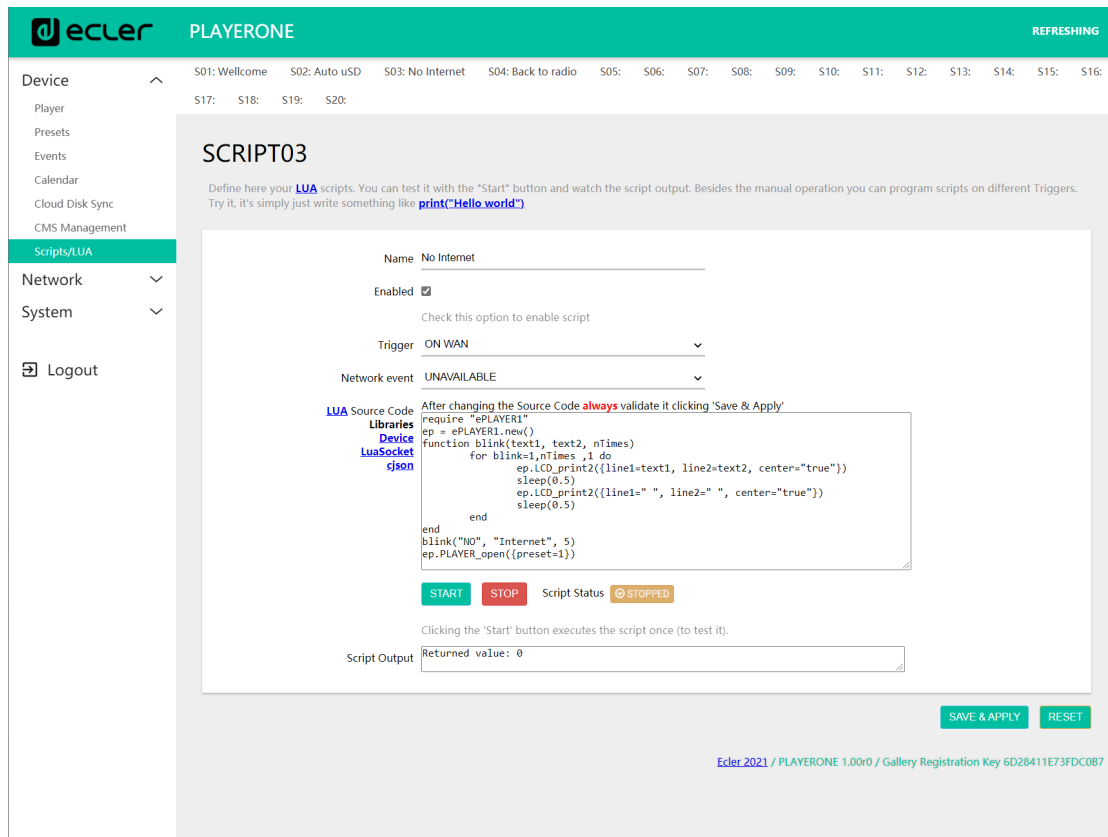 ecler
PLAYERONE
REFRESHING
Device
Player
Presets
Events
Calendar
Cloud Disk Sync
CMS Management
Scripts/LUA
Network
System
Logout
S01: Wellcome S02: Auto uSD S03: No Internet S04: Back to radio S05: S06: S07: S08: S09: S10: S11: S12: S13: S14: S15: S16:
S17: S18: S19: S20:
SCRIPT03
Define here your LUA scripts. You can test it with the "Start" button and watch the script output. Besides the manual operation you can program scripts on different Triggers.
Try it, it's simply just write something like print("Hello world")
Name No Internet
Enabled
Check this option to enable script
Trigger ON WAN
Network event UNAVAILABLE
LUA Source Code
Libraries
Device
LuaSocket
cjson
After changing the Source Code always validate it clicking 'Save & Apply'
require "ePLAYER1"
ep = ePLAYER1.new()
function blink(text1, text2, nTimes)
for blink=1,nTimes ,1 do
ep.LCD_print2({line1=text1, line2=text2, center="true"})
sleep(0.5)
ep.LCD_print2({line1=" ", line2=" ", center="true"})
sleep(0.5)
end
end
blink("NO", "Internet", 5)
ep.PLAYER_open({preset=1})
START STOP Script Status STOPPED
Clicking the 'Start' button executes the script once (to test it).
Script Output Returned value: 0
SAVE & APPLY RESET
Ecler 2021 / PLAYERONE 1.00r0 / Gallery Registration Key 6D28411E73FDC0B7